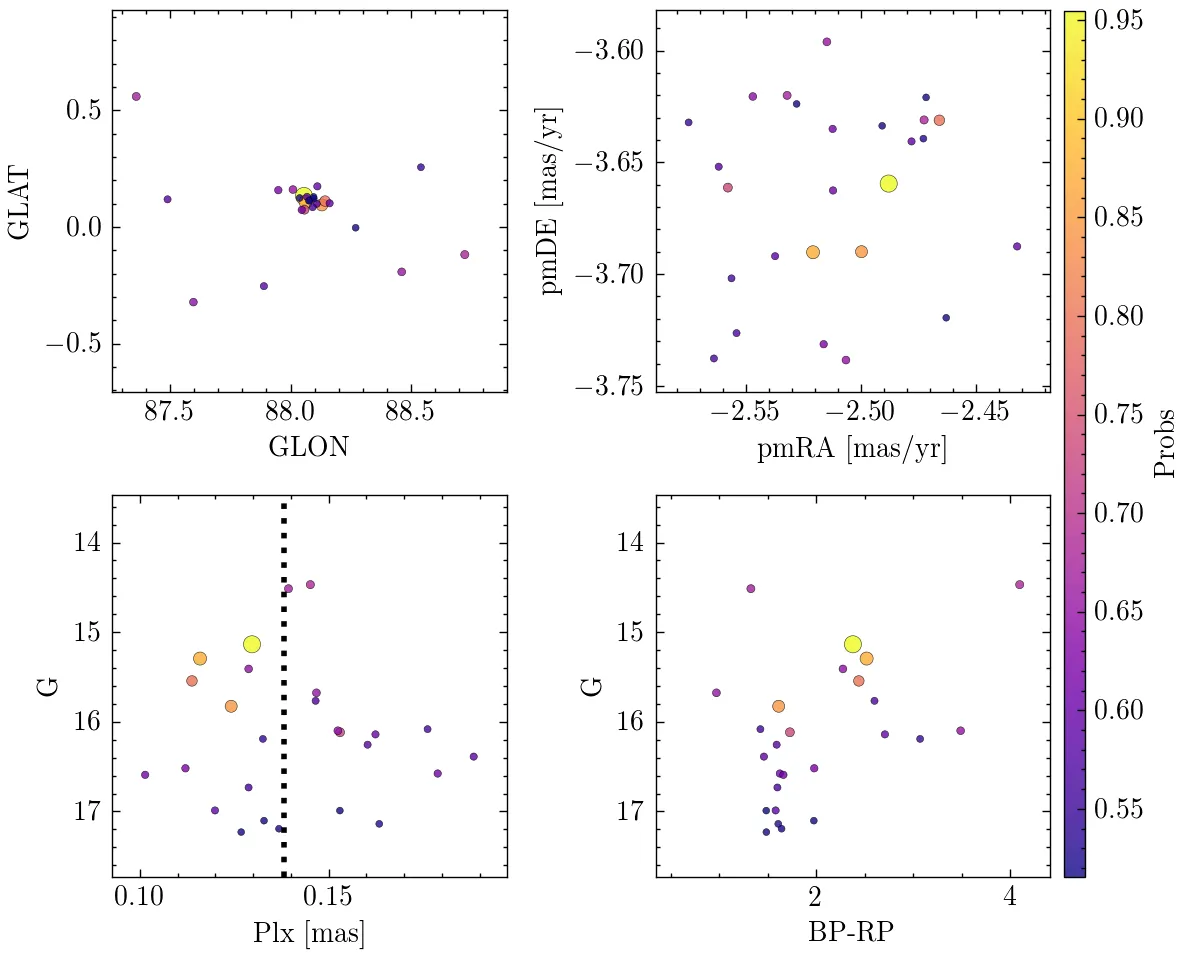 GLAT
0.5
0.0
−0.5
87.5 88.0 88.5
GLON
pmDE [mas/yr]
−3.60
−3.65
−3.70
−3.75
−2.55 −2.50 −2.45
pmRA [mas/yr]
G
14
15
16
17
0.10 0.15
Plx [mas]
G
14
15
16
17
2 4
BP-RP
0.95
0.90
0.85
0.80
0.75
0.70
0.65
0.60
0.55
Probs